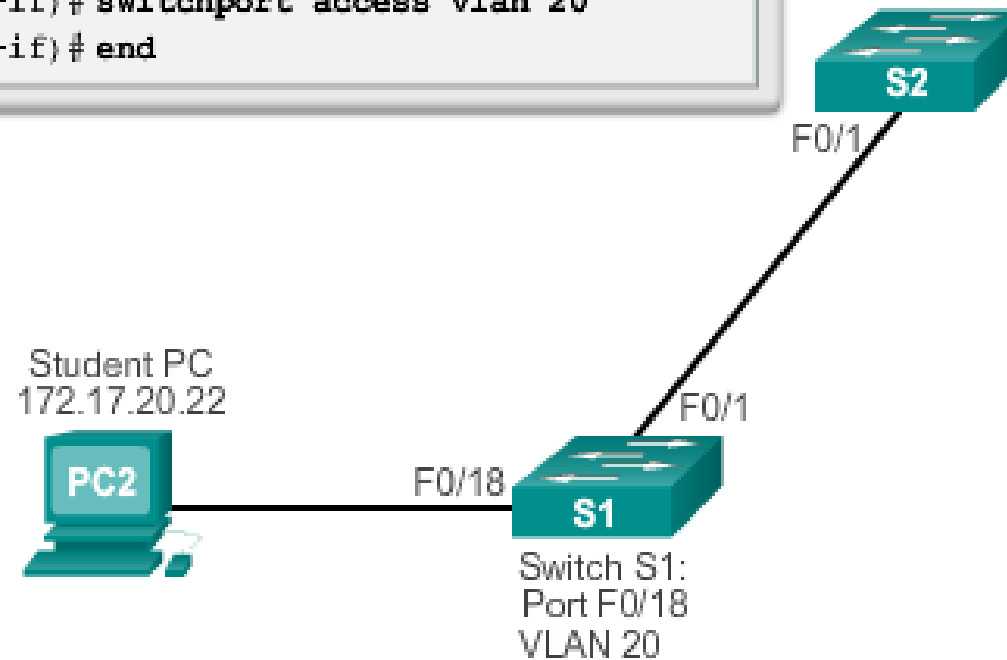 -if)# switchport access vlan 20
-if)# end
S2
F0/1
Student PC
172.17.20.22
F0/1
PC2
F0/18
S1
Switch S1:
Port F0/18
VLAN 20